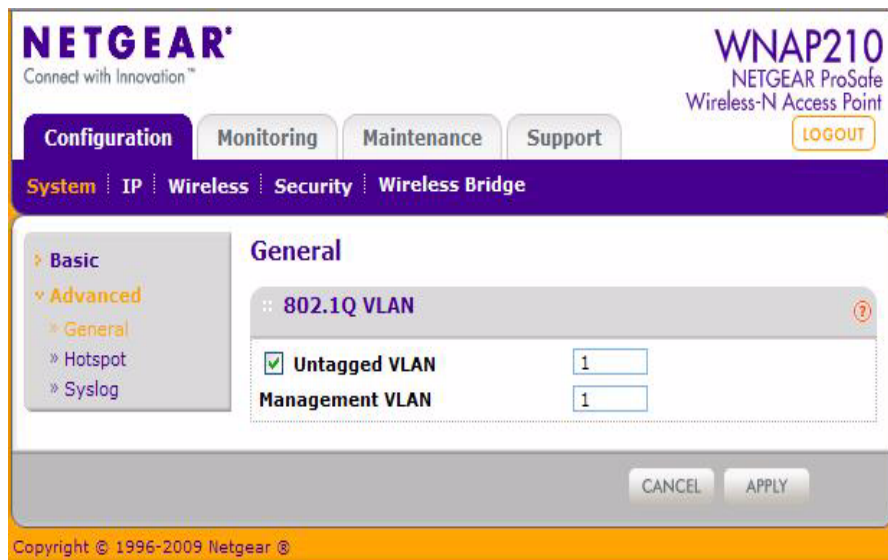 NETGEAR®
Connect with Innovation™
WNAP210
NETGEAR ProSafe
Wireless-N Access Point
Configuration Monitoring Maintenance Support
LOGOUT
System IP Wireless Security Wireless Bridge
Basic
Advanced
» General
» Hotspot
» Syslog
General
802.1Q VLAN ?
Untagged VLAN 1
Management VLAN 1
CANCEL APPLY
Copyright © 1996-2009 Netgear ®